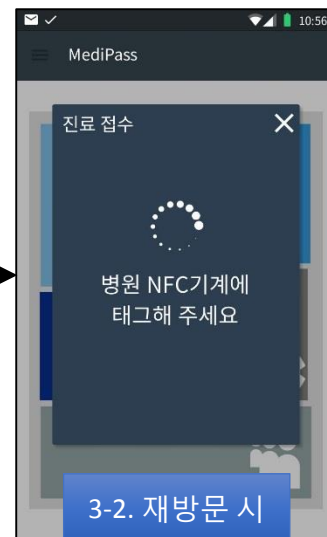 10:56
MediPass
진료 접수
병원 NFC기계에
태그해 주세요
3-2. 재방문 시